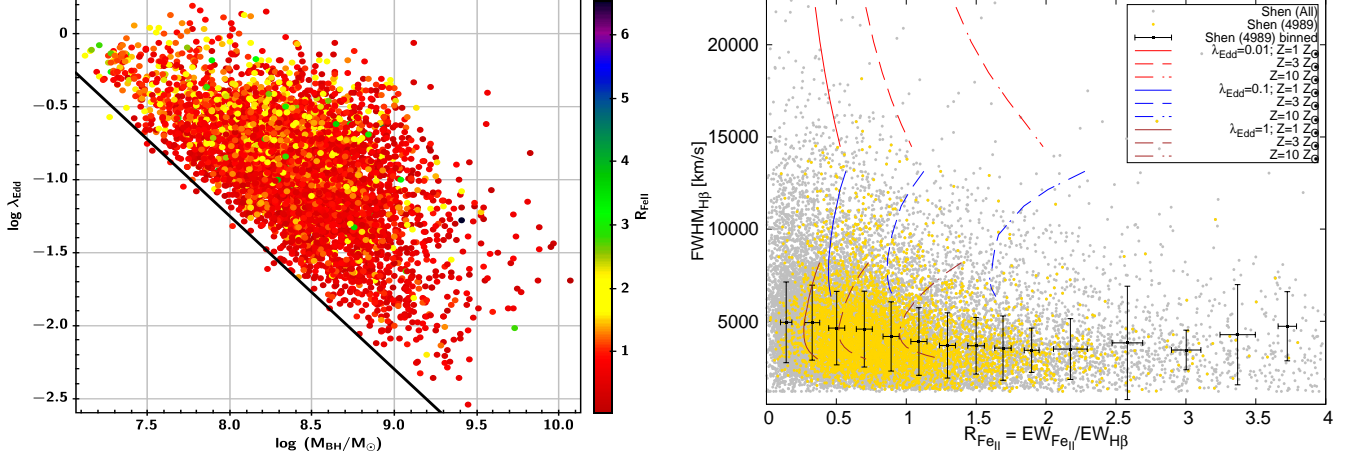 0
−0.5
−1.0
−1.5
−2.0
−2.5
log λ_Edd
7.5
8.0
8.5
9.0
9.5
10.0
log (M_BH/M_⊙)
6
5
4
3
2
1
R_FeII
20000
15000
10000
5000
FWHM_Hβ [km/s]
Shen (All)
Shen (4989)
Shen (4989) binned
λ_Edd=0.01; Z=1 Z_⊙
Z=3 Z_⊙
Z=10 Z_⊙
λ_Edd=0.1; Z=1 Z_⊙
Z=3 Z_⊙
Z=10 Z_⊙
λ_Edd=1; Z=1 Z_⊙
Z=3 Z_⊙
Z=10 Z_⊙
0 0.5 1 1.5 2 2.5 3 3.5 4
R_Fe_II = EW_Fe_II/EW_Hβ